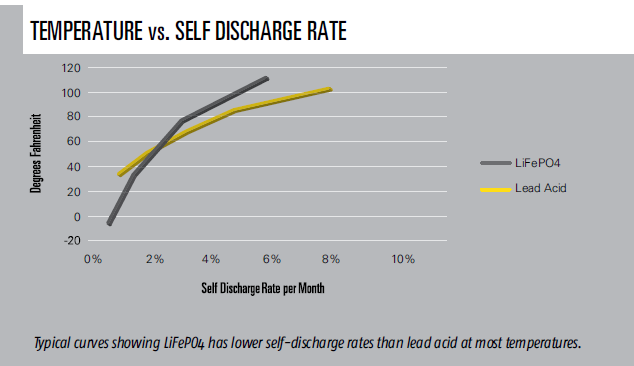 TEMPERATURE vs. SELF DISCHARGE RATE
120
100
80
60
40
20
0
-20
Degrees Fahrenheit
0% 2% 4% 6% 8% 10%
Self Discharge Rate per Month
LiFePO4
Lead Acid
Typical curves showing LiFePO4 has lower self-discharge rates than lead acid at most temperatures.